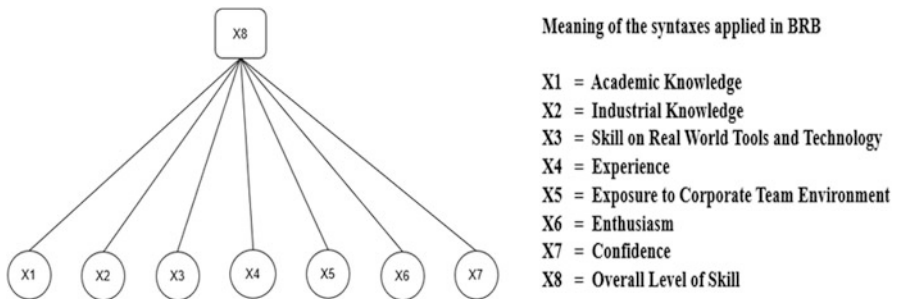 X8
X1 X2 X3 X4 X5 X6 X7
Meaning of the syntaxes applied in BRB
X1 = Academic Knowledge
X2 = Industrial Knowledge
X3 = Skill on Real World Tools and Technology
X4 = Experience
X5 = Exposure to Corporate Team Environment
X6 = Enthusiasm
X7 = Confidence
X8 = Overall Level of Skill